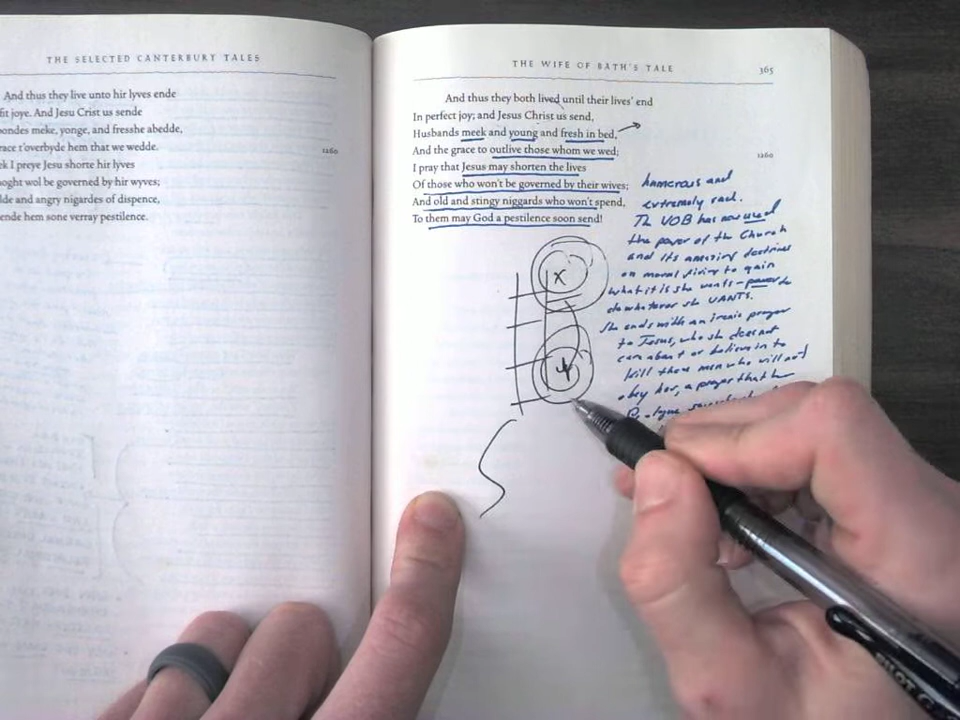 THE SELECTED CANTERBURY TALES
And thus they live unto hir lyves ende
fit joye. And Jesu Crist us sende
bondes meke, yonge, and fresshe abedde,
race t'overbyde hem that we wedde.
1260
ek I preye Jesu shorte hir lyves
noght wol be governed by hir wyves;
lde and angry nigardes of dispence,
ende hem sone verray pestilence.
THE WIFE OF BATH'S TALE
365
And thus they both lived until their lives' end
In perfect joy; and Jesus Christ us send,
Husbands meek and young and fresh in bed,
And the grace to outlive those whom we wed;
1260
I pray that Jesus may shorten the lives
Of those who won't be governed by their wives;
And old and stingy niggards who won't spend,
To them may God a pestilence soon send!
humorous and
extremely sad.
The WOB has now used
the power of the Church
and its amazing doctrines
on moral living to gain
what it is she wants - power to
do whatever she WANTS.
She ends with an ironic prayer
to Jesus, who she does not
care about or believe in to
kill those men who will not
obey her, a prayer that
X
PILOT